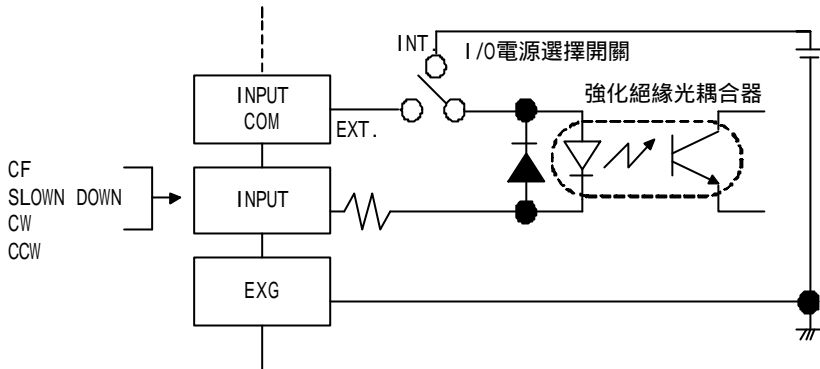 INT.
I/O電源選擇開關
INPUT
COM
EXT.
強化絕緣光耦合器
CF
SLOWN DOWN
CW
CCW
INPUT
EXG